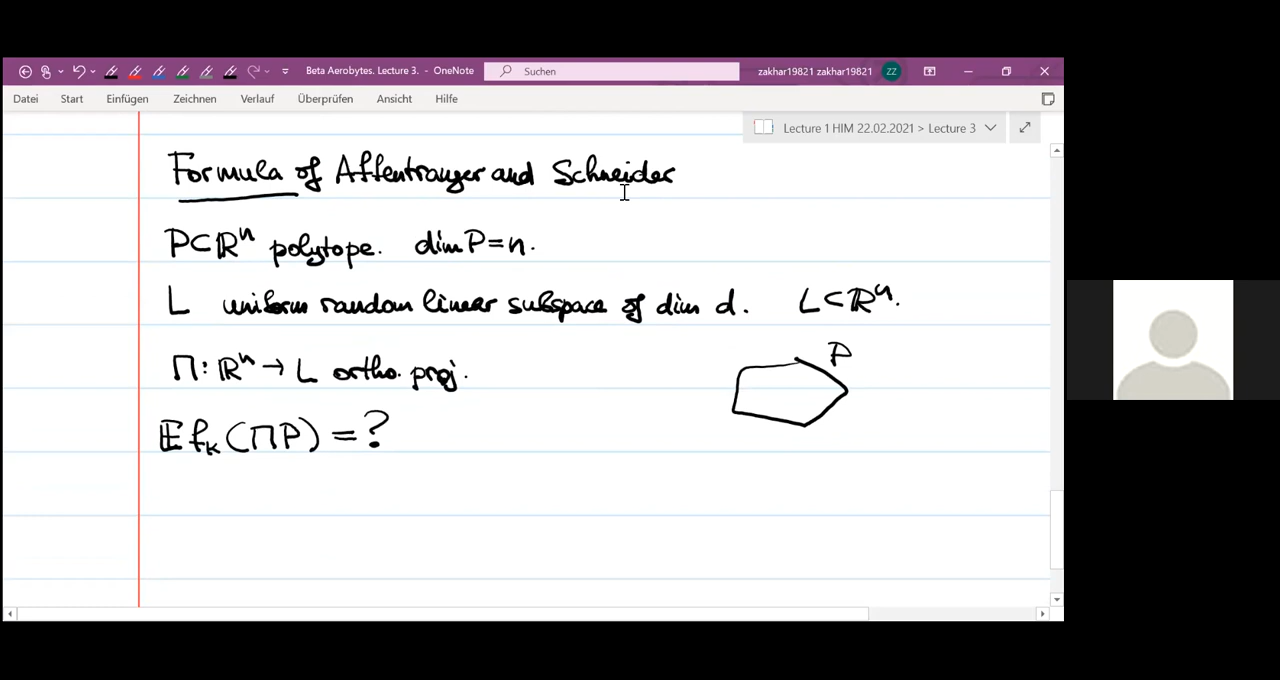 Beta Aerobytes. Lecture 3. - OneNote
Suchen
zakhar19821 zakhar19821
ZZ
Datei Start Einfügen Zeichnen Verlauf Überprüfen Ansicht Hilfe
Lecture 1 HIM 22.02.2021 > Lecture 3
Formula of Affentranger and Schneider
P⊂ℝⁿ polytope. dim P = n.
L uniform random linear subspace of dim d. L⊂ℝⁿ.
Π: ℝⁿ → L ortho. proj.
P
𝔼 fₖ(ΠP) = ?